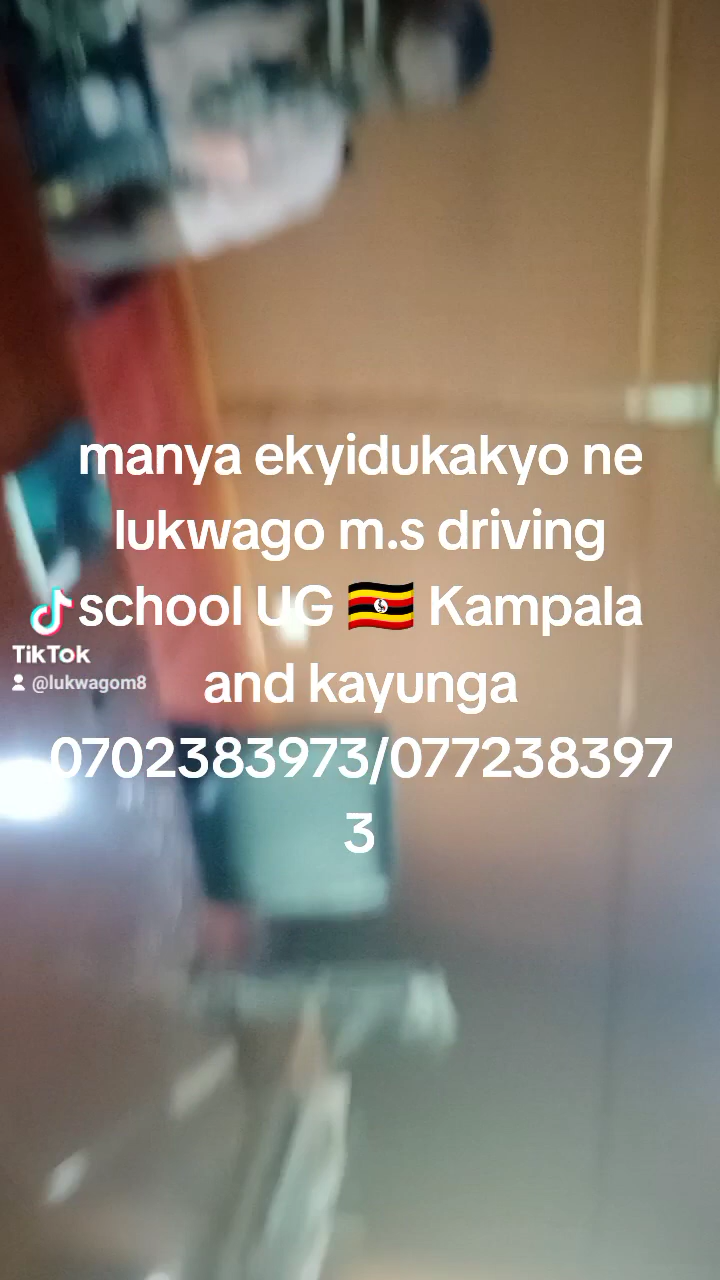 manya ekyidukakyo ne
lukwago m.s driving
school UG 🇺🇬 Kampala
and kayunga
0702383973/077238397
3
TikTok
@lukwagom8